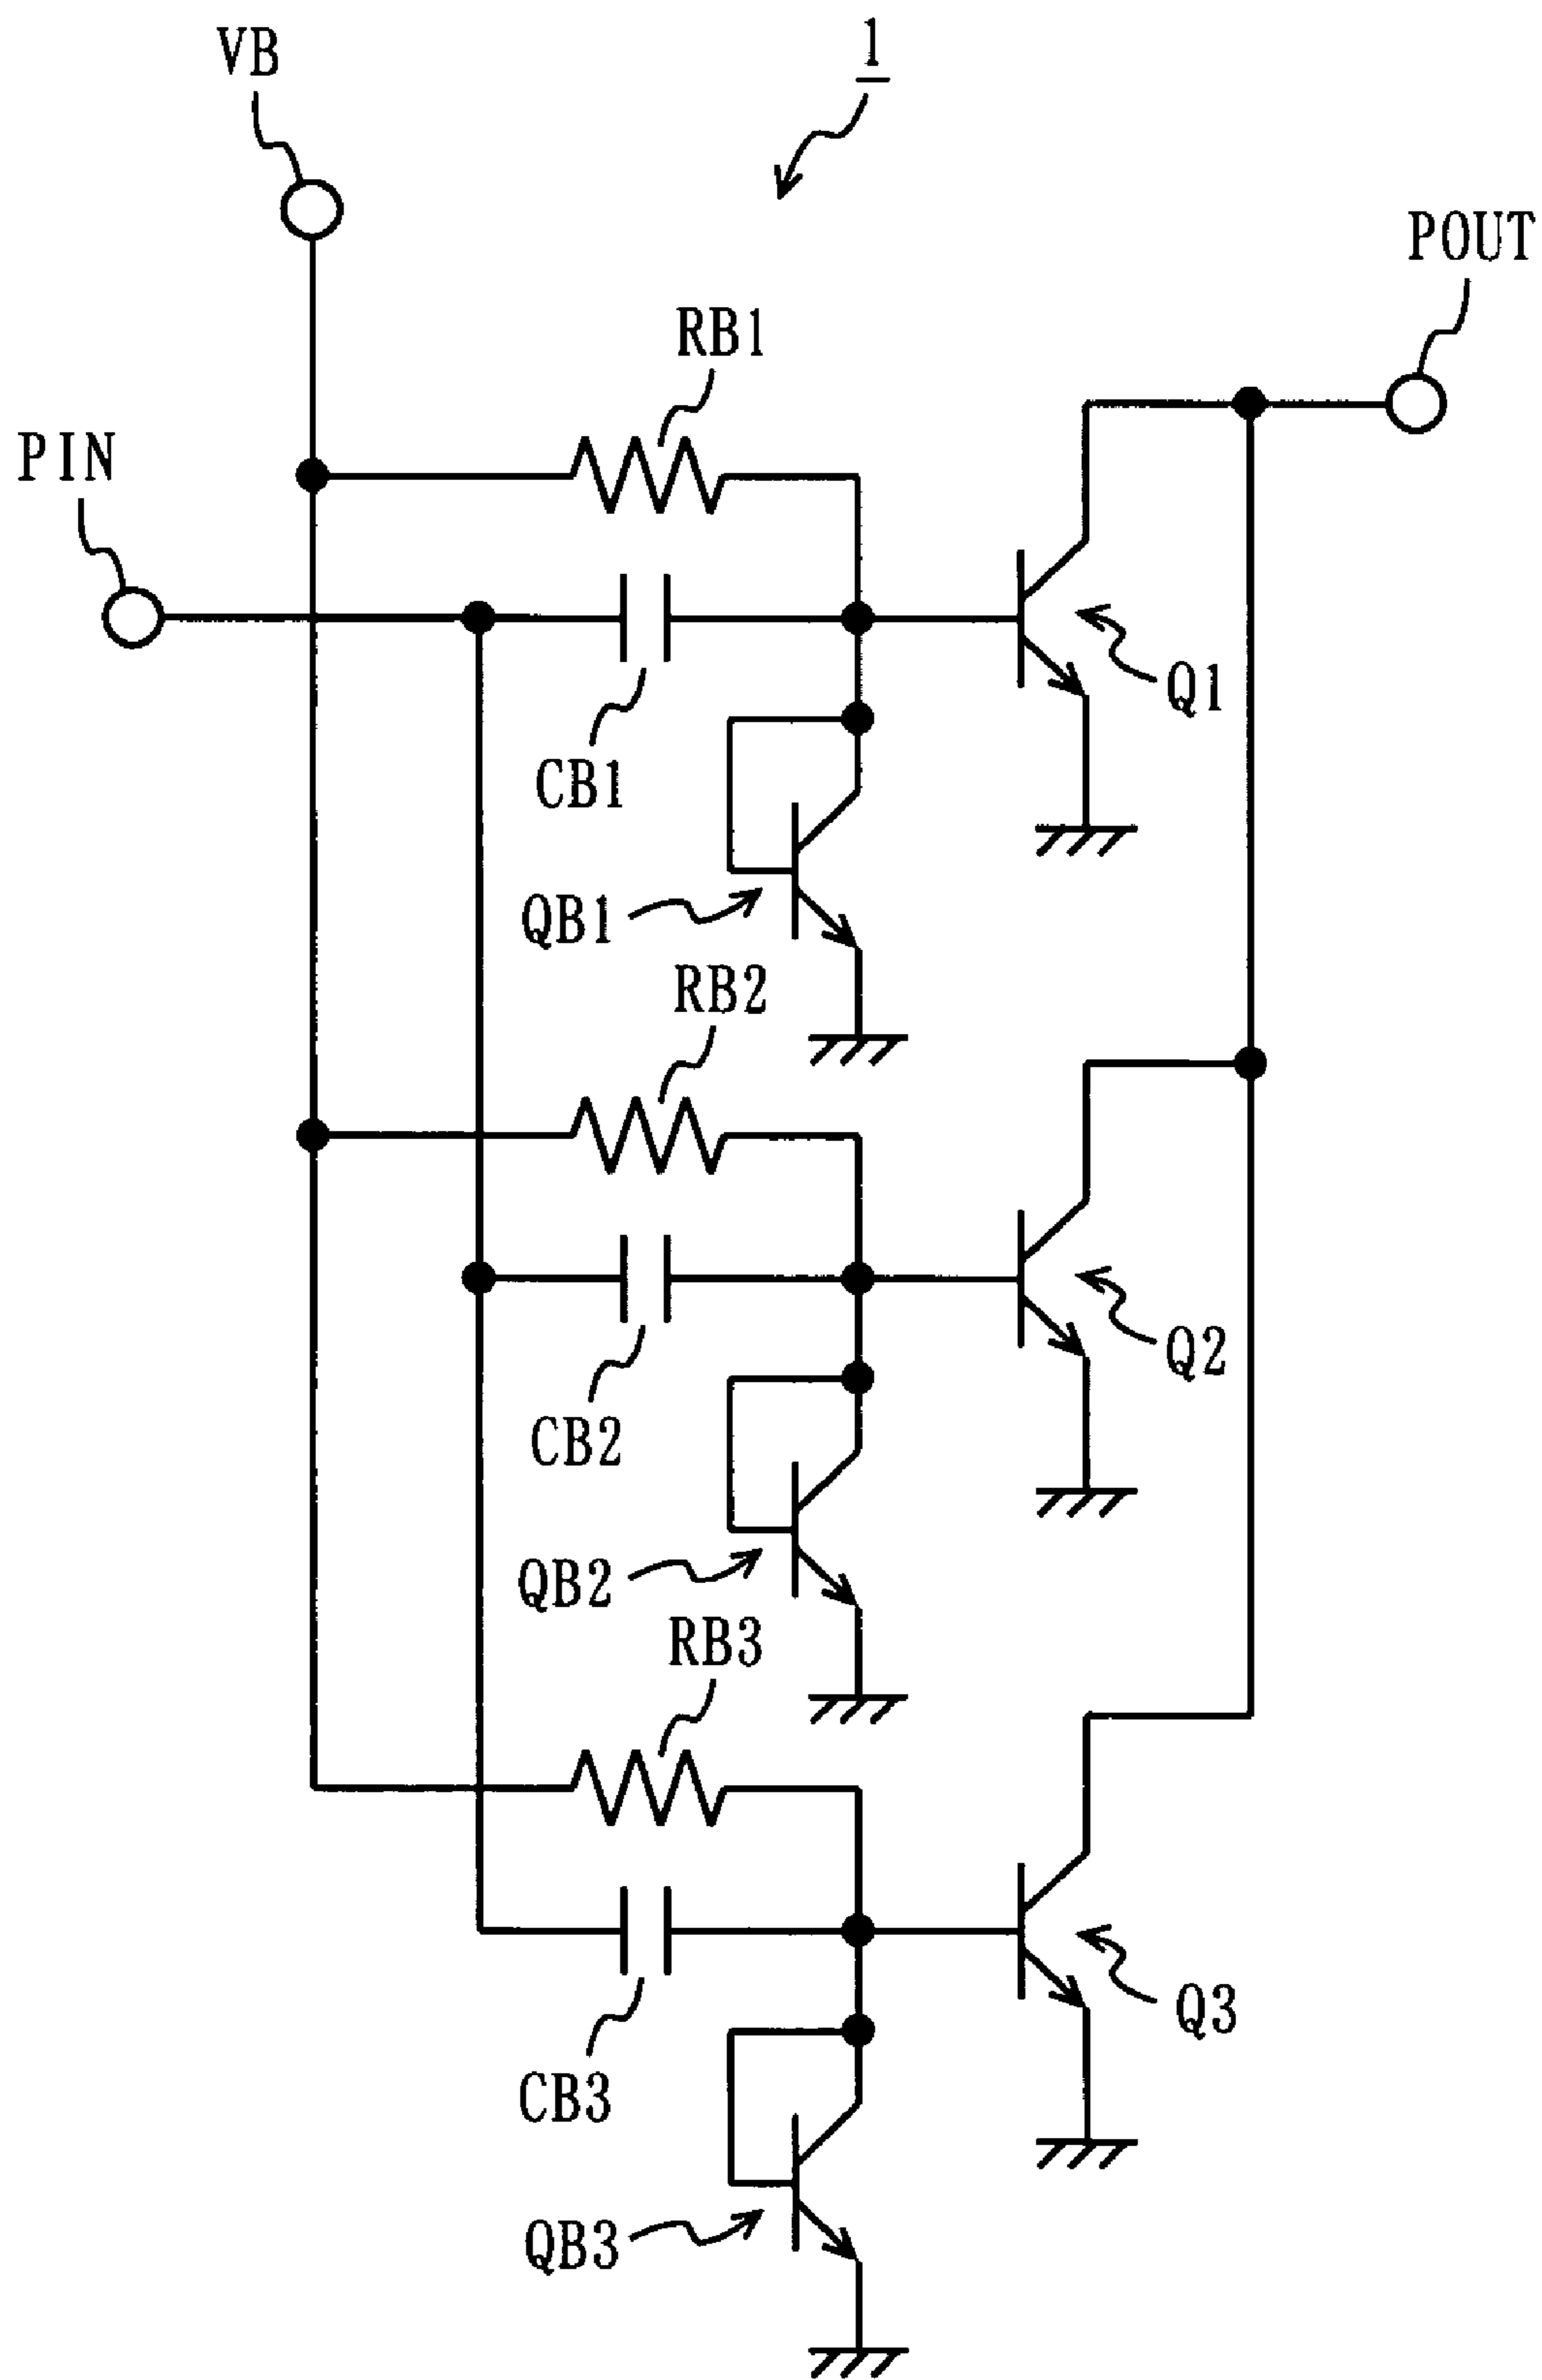 VB
1
POUT
RB1
PIN
Q1
CB1
QB1
RB2
Q2
CB2
QB2
RB3
Q3
CB3
QB3